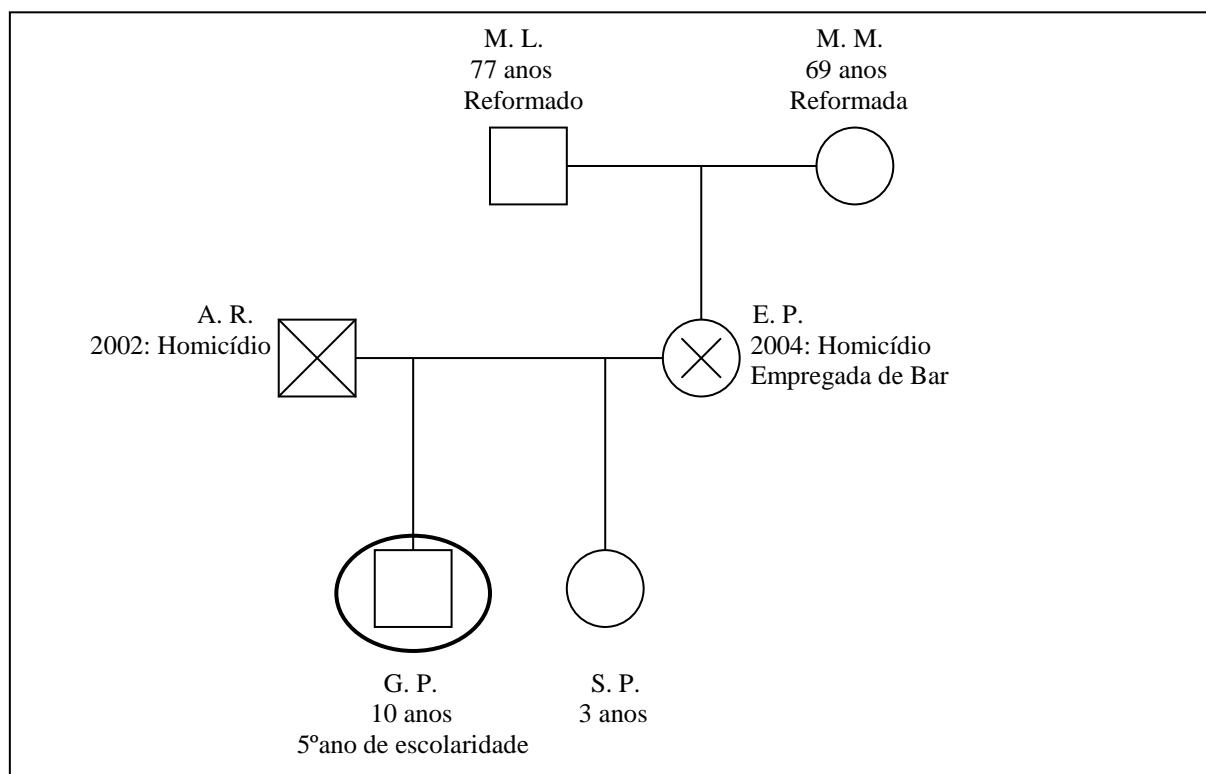 M. L.
77 anos
Reformado
M. M.
69 anos
Reformada
A. R.
2002: Homicídio
E. P.
2004: Homicídio
Empregada de Bar
G. P.
10 anos
5ºano de escolaridade
S. P.
3 anos